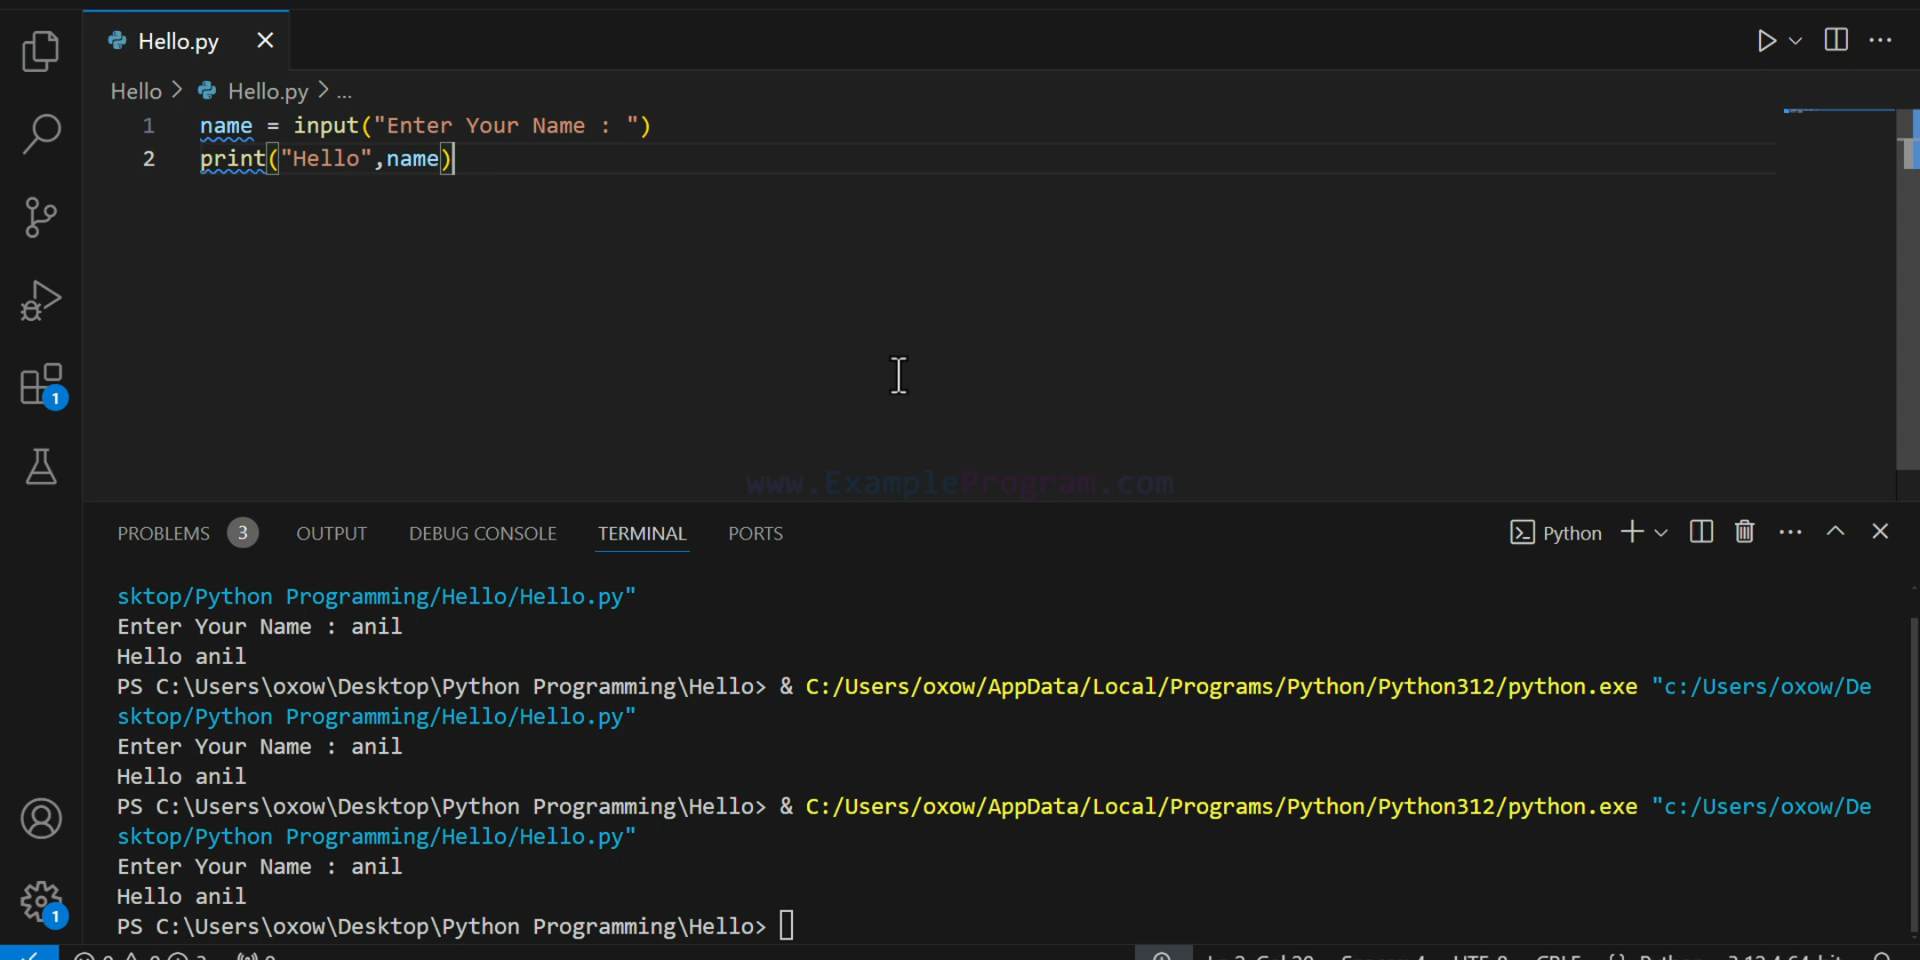 Hello.py
Hello > Hello.py > ...
1 name = input("Enter Your Name : ")
2 print("Hello",name)
1
www.ExampleProgram.com
PROBLEMS 3 OUTPUT DEBUG CONSOLE TERMINAL PORTS Python
sktop/Python Programming/Hello/Hello.py"
Enter Your Name : anil
Hello anil
PS C:\Users\oxow\Desktop\Python Programming\Hello> & C:/Users/oxow/AppData/Local/Programs/Python/Python312/python.exe "c:/Users/oxow/De
sktop/Python Programming/Hello/Hello.py"
Enter Your Name : anil
Hello anil
PS C:\Users\oxow\Desktop\Python Programming\Hello> & C:/Users/oxow/AppData/Local/Programs/Python/Python312/python.exe "c:/Users/oxow/De
sktop/Python Programming/Hello/Hello.py"
Enter Your Name : anil
Hello anil
1
PS C:\Users\oxow\Desktop\Python Programming\Hello>